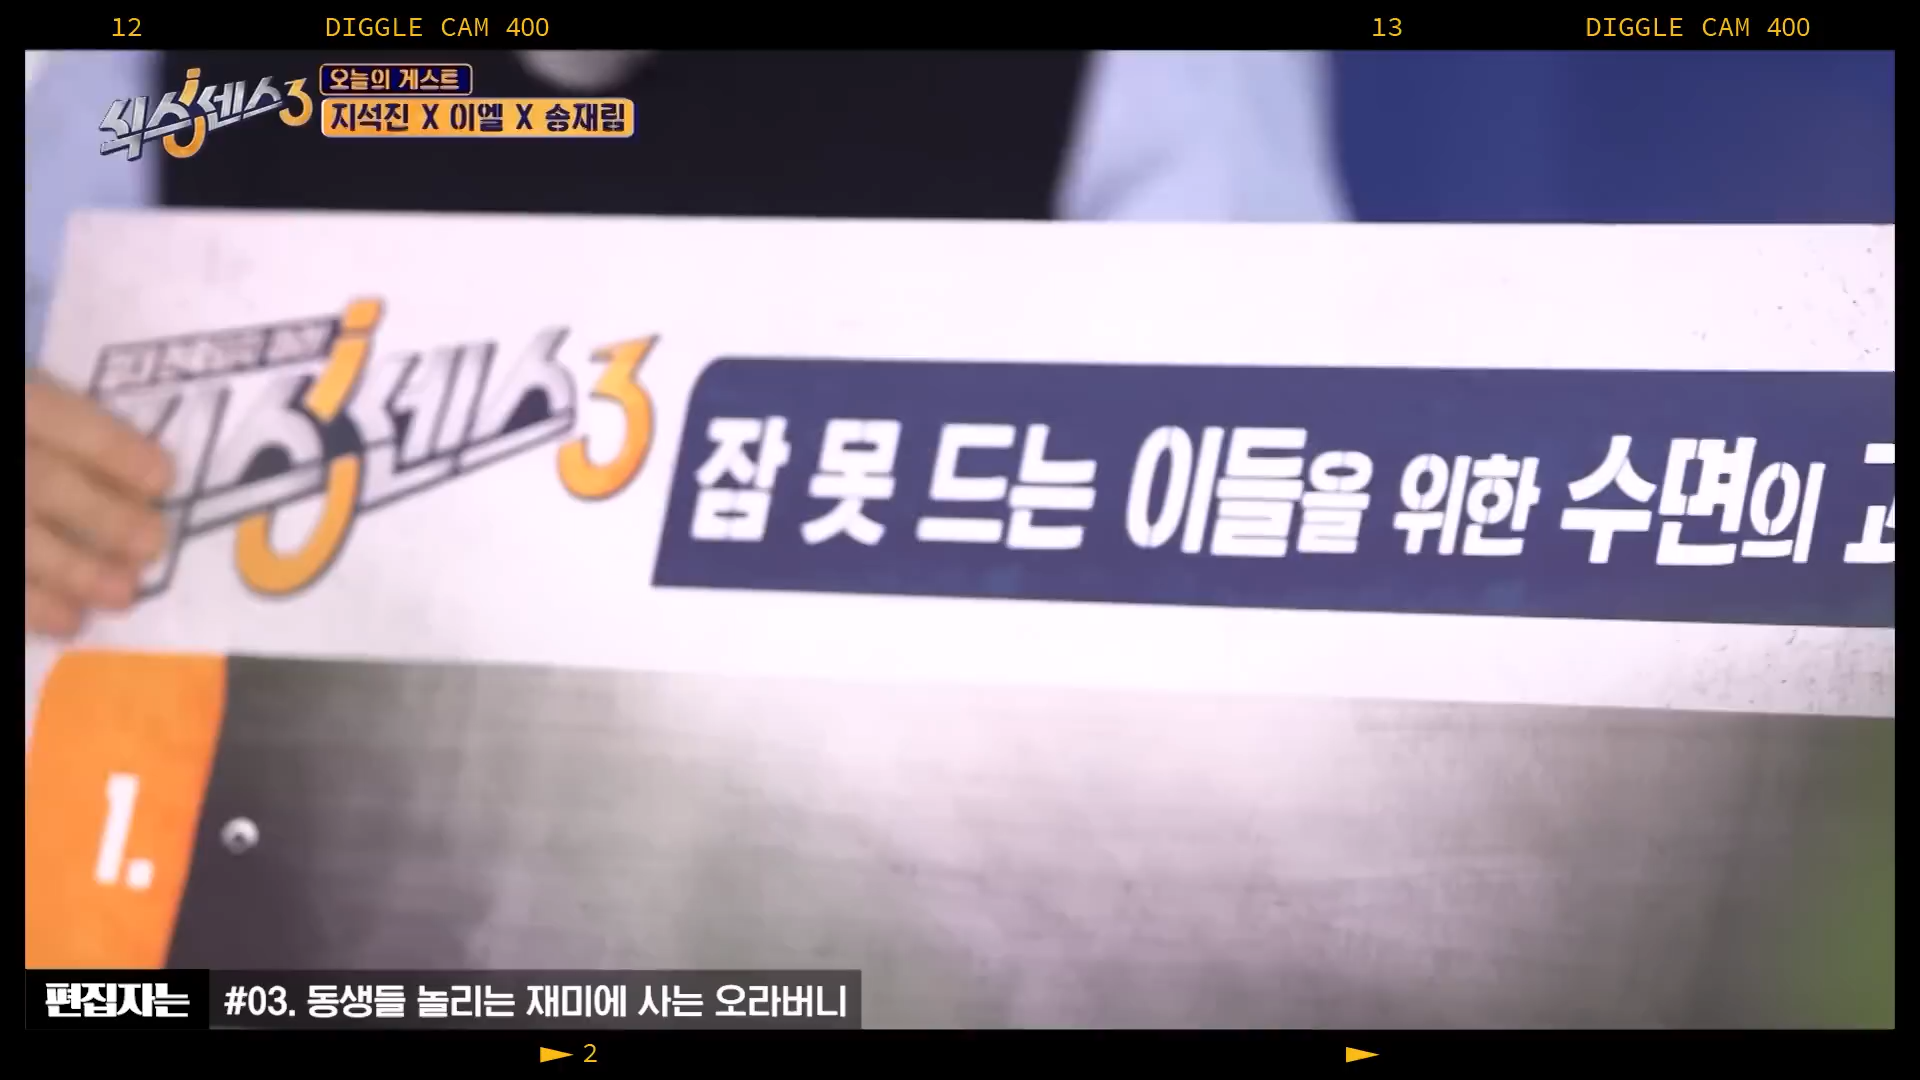 12 DIGGLE CAM 400 13 DIGGLE CAM 400
식스센스3
오늘의 게스트
지석진 X 이엘 X 송재림
식스센스3
잠 못 드는 이들을 위한 수면의
1.
편집자는 #03. 동생들 놀리는 재미에 사는 오라버니
2